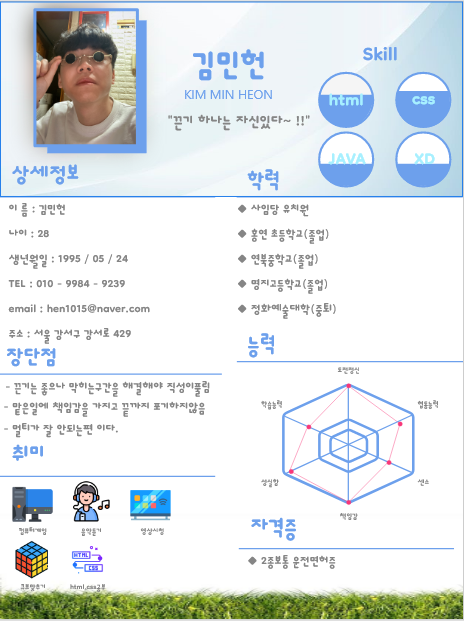 김민헌
KIM MIN HEON
"끈기 하나는 자신있다~ !!"
Skill
html
css
JAVA
XD
상세정보
이 름 : 김민헌
나이 : 28
생년월일 : 1995 / 05 / 24
TEL : 010 - 9984 - 9239
email : hen1015@naver.com
주소 : 서울 강서구 강서로 429
학력
◆ 사임당 유치원
◆ 홍연 초등학교(졸업)
◆ 연북중학교(졸업)
◆ 명지고등학교(졸업)
◆ 정화예술대학(중퇴)
장단점
- 끈기는 좋으나 막히는구간을 해결해야 직성이풀림
- 맡은일에 책임감을 가지고 끝까지 포기하지않음
- 멀티가 잘 안되는편 이다.
능력
도전정신
협동능력
센스
책임감
성실함
학습능력
취미
컴퓨터게임
음악듣기
영상시청
HTML
CSS
큐브맞추기
html,css공부
자격증
◆ 2종보통 운전면허증